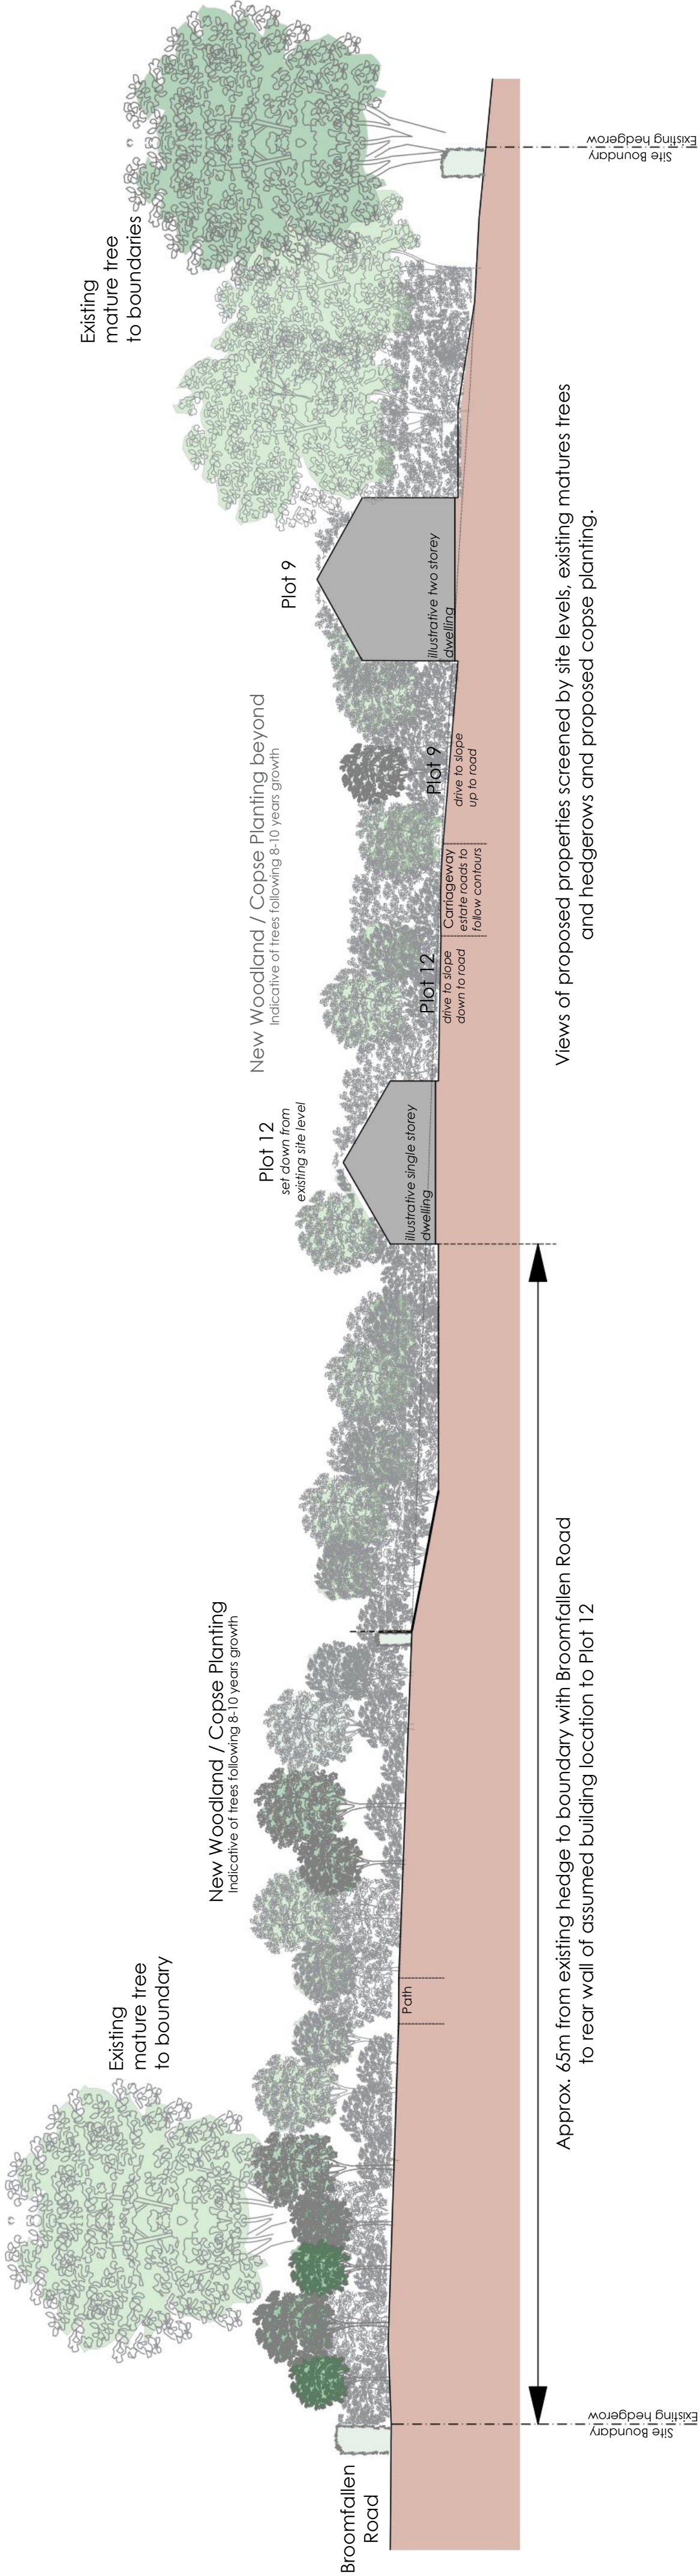 Broomfallen
Road
Existing
mature tree
to boundary
New Woodland / Copse Planting
Indicative of trees following 8-10 years growth
Path
Plot 12
set down from
existing site level
illustrative single storey
dwelling
New Woodland / Copse Planting beyond
Indicative of trees following 8-10 years growth
Plot 12
drive to slope
down to road
Carriageway
estate roads to
follow contours
Plot 9
drive to slope
up to road
Plot 9
illustrative two storey
dwelling
Existing
mature tree
to boundaries
Site Boundary
Existing hedgerow
Approx. 65m from existing hedge to boundary with Broomfallen Road
to rear wall of assumed building location to Plot 12
Views of proposed properties screened by site levels, existing matures trees
and hedgerows and proposed copse planting.
Site Boundary
Existing hedgerow